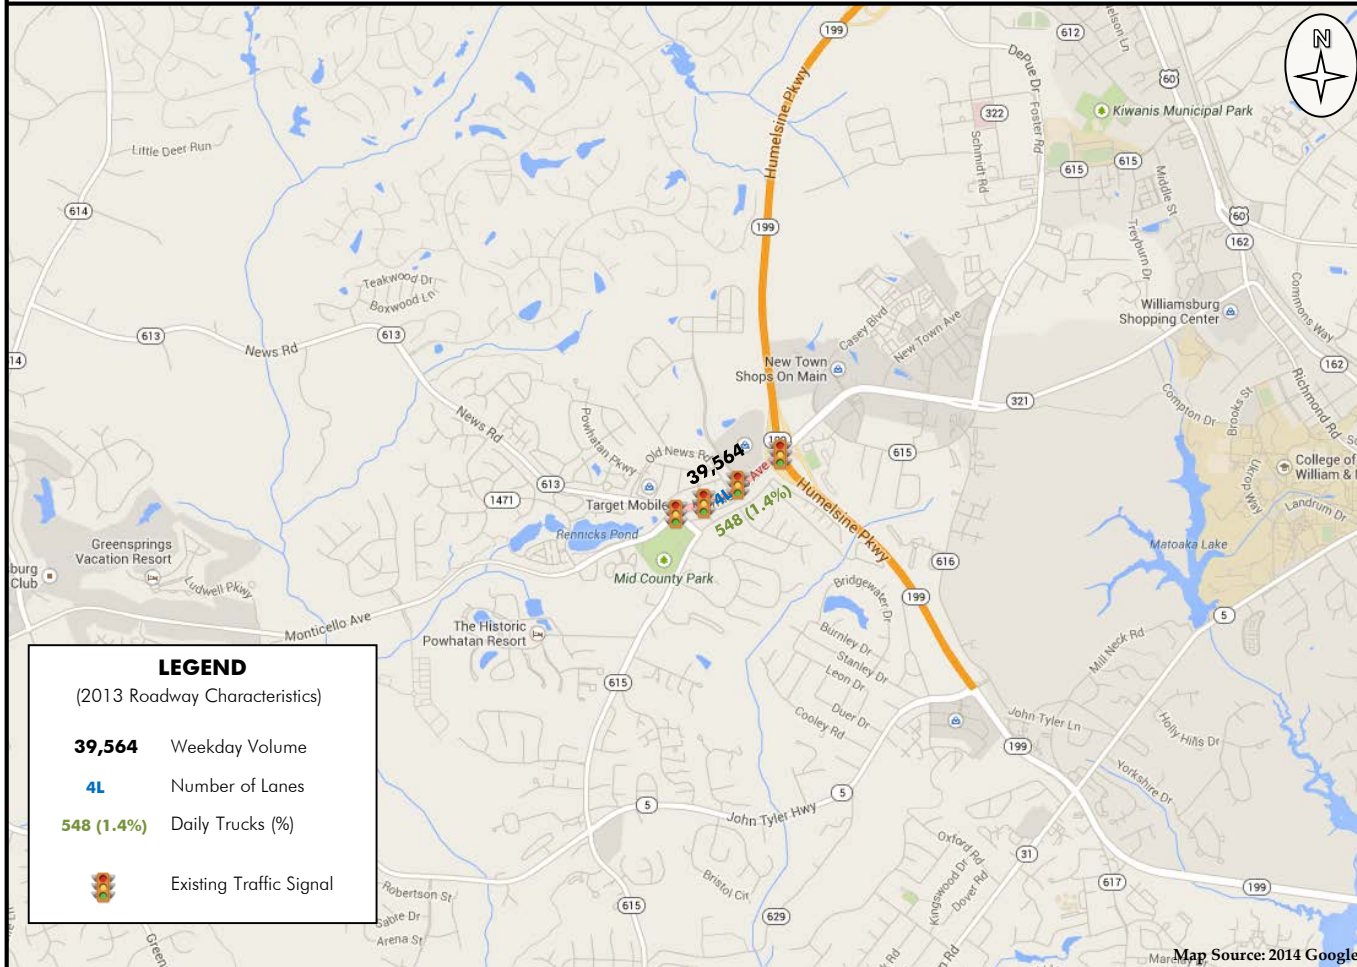 199
612
Nelson Ln
N
DePue Dr
60
Kiwanis Municipal Park
322
Foster Rd
Humelsine Pkwy
Schmidt Rd
615
615
Little Deer Run
Middle St
614
60
199
162
Treyburn Dr
Teakwood Dr
Boxwood Ln
Commons Way
Williamsburg
Shopping Center
Casey Blvd
New Town Ave
613
News Rd
613
14
New Town
Shops On Main
162
Richmond Rd
Brooks St
Compton Dr
321
News Rd
Powhatan Pkwy
Old News Ro
199
39,564
615
Ave
College of
William &
Ukrop Way
613
1471
Target Mobile
4L
548 (1.4%)
Humelsine Pkwy
Landrum Dr
Rennicks Pond
Greensprings
Vacation Resort
Matoaka Lake
burg
Club
Mid County Park
616
Ludwell Pkwy
Bridgewater Dr
199
5
Monticello Ave
The Historic
Powhatan Resort
Burnley Dr
Stanley Dr
Leon Dr
Mill Neck Rd
LEGEND
(2013 Roadway Characteristics)
39,564 Weekday Volume
4L Number of Lanes
548 (1.4%) Daily Trucks (%)
Existing Traffic Signal
615
Duer Dr
Cooley Rd
John Tyler Ln
Holly Hills Dr
199
Yorkshire Dr
5
John Tyler Hwy
5
Oxford Rd
31
Kingswood Dr
Dover Rd
617
199
Bristol Cir
Robertson St
615
629
Sabre Dr
Arena St
Green
Rd
n Rd
Map Source: 2014 Google